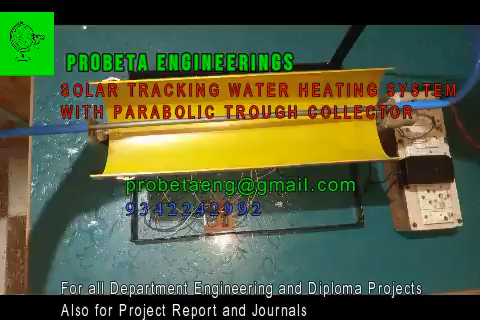 PROBETA ENGINEERINGS
SOLAR TRACKING WATER HEATING SYSTEM
WITH PARABOLIC TROUGH COLLECTOR
probetaeng@gmail.com
9342242992
For all Department Engineering and Diploma Projects
Also for Project Report and Journals